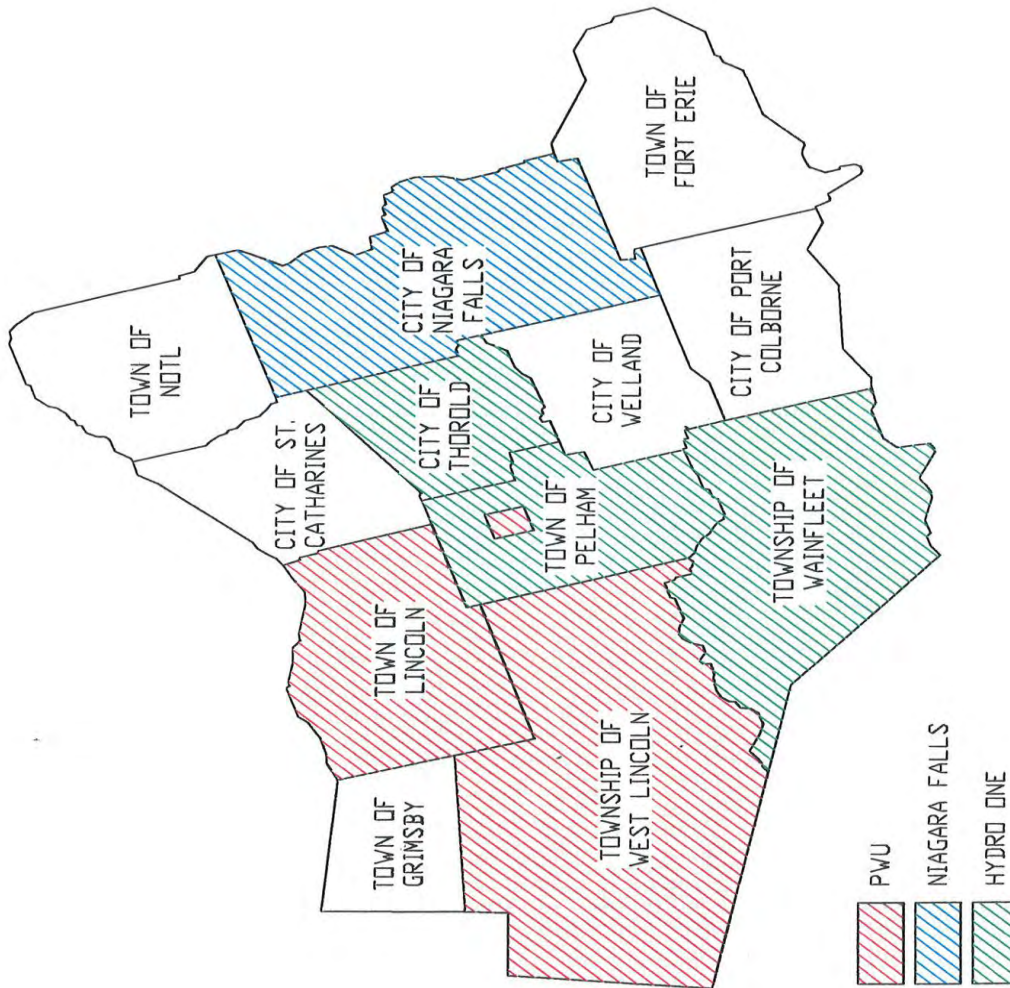 TOWN OF
NOTL
CITY OF ST.
CATHARINES
CITY OF
NIAGARA
FALLS
TOWN OF
LINCOLN
CITY OF
THOROLD
TOWN OF
GRIMSBY
TOWN OF
PELHAM
CITY OF
WELLAND
TOWN OF
FORT ERIE
TOWNSHIP OF
WEST LINCOLN
TOWNSHIP OF
WAINFLEET
CITY OF PORT
COLBORNE
PWU
NIAGARA FALLS
HYDRO ONE